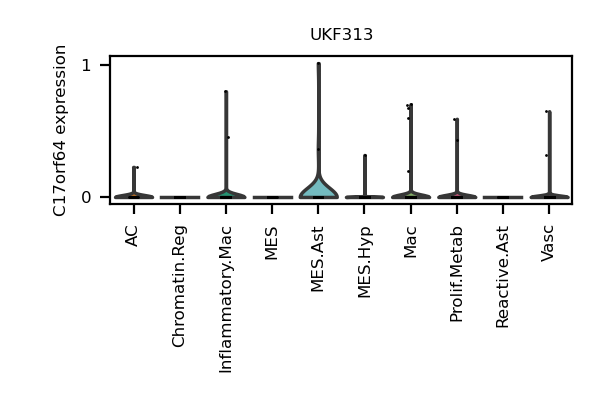 UKF313
C17orf64 expression
1
0
AC
Chromatin.Reg
Inflammatory.Mac
MES
MES.Ast
MES.Hyp
Mac
Prolif.Metab
Reactive.Ast
Vasc